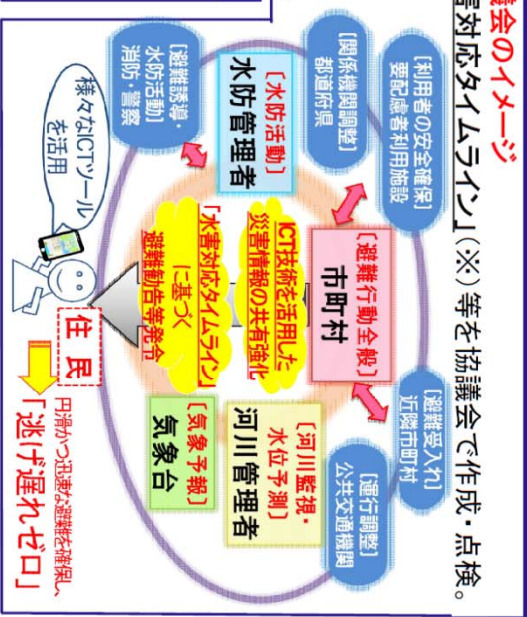 議会のイメージ
害対応タイムライン」(※)等を協議会で作成・点検。
[利用者の安全確保]
要配慮者利用施設
[避難受入れ]
近隣市町村
[関係機関調整]
都道府県
[避難行動全般]
市町村
[運行調整]
公共交通機関
[水防活動]
水防管理者
ICT技術を活用した
災害情報の共有強化
[河川監視・
水位予測]
河川管理者
[避難誘導・
水防活動]
消防・警察
「水害対応タイムライン」
に基づく
避難勧告等発令
[気象予報]
気象台
様々なICTツール
を活用
住民
円滑かつ迅速な避難を確保し、
「逃げ遅れゼロ」